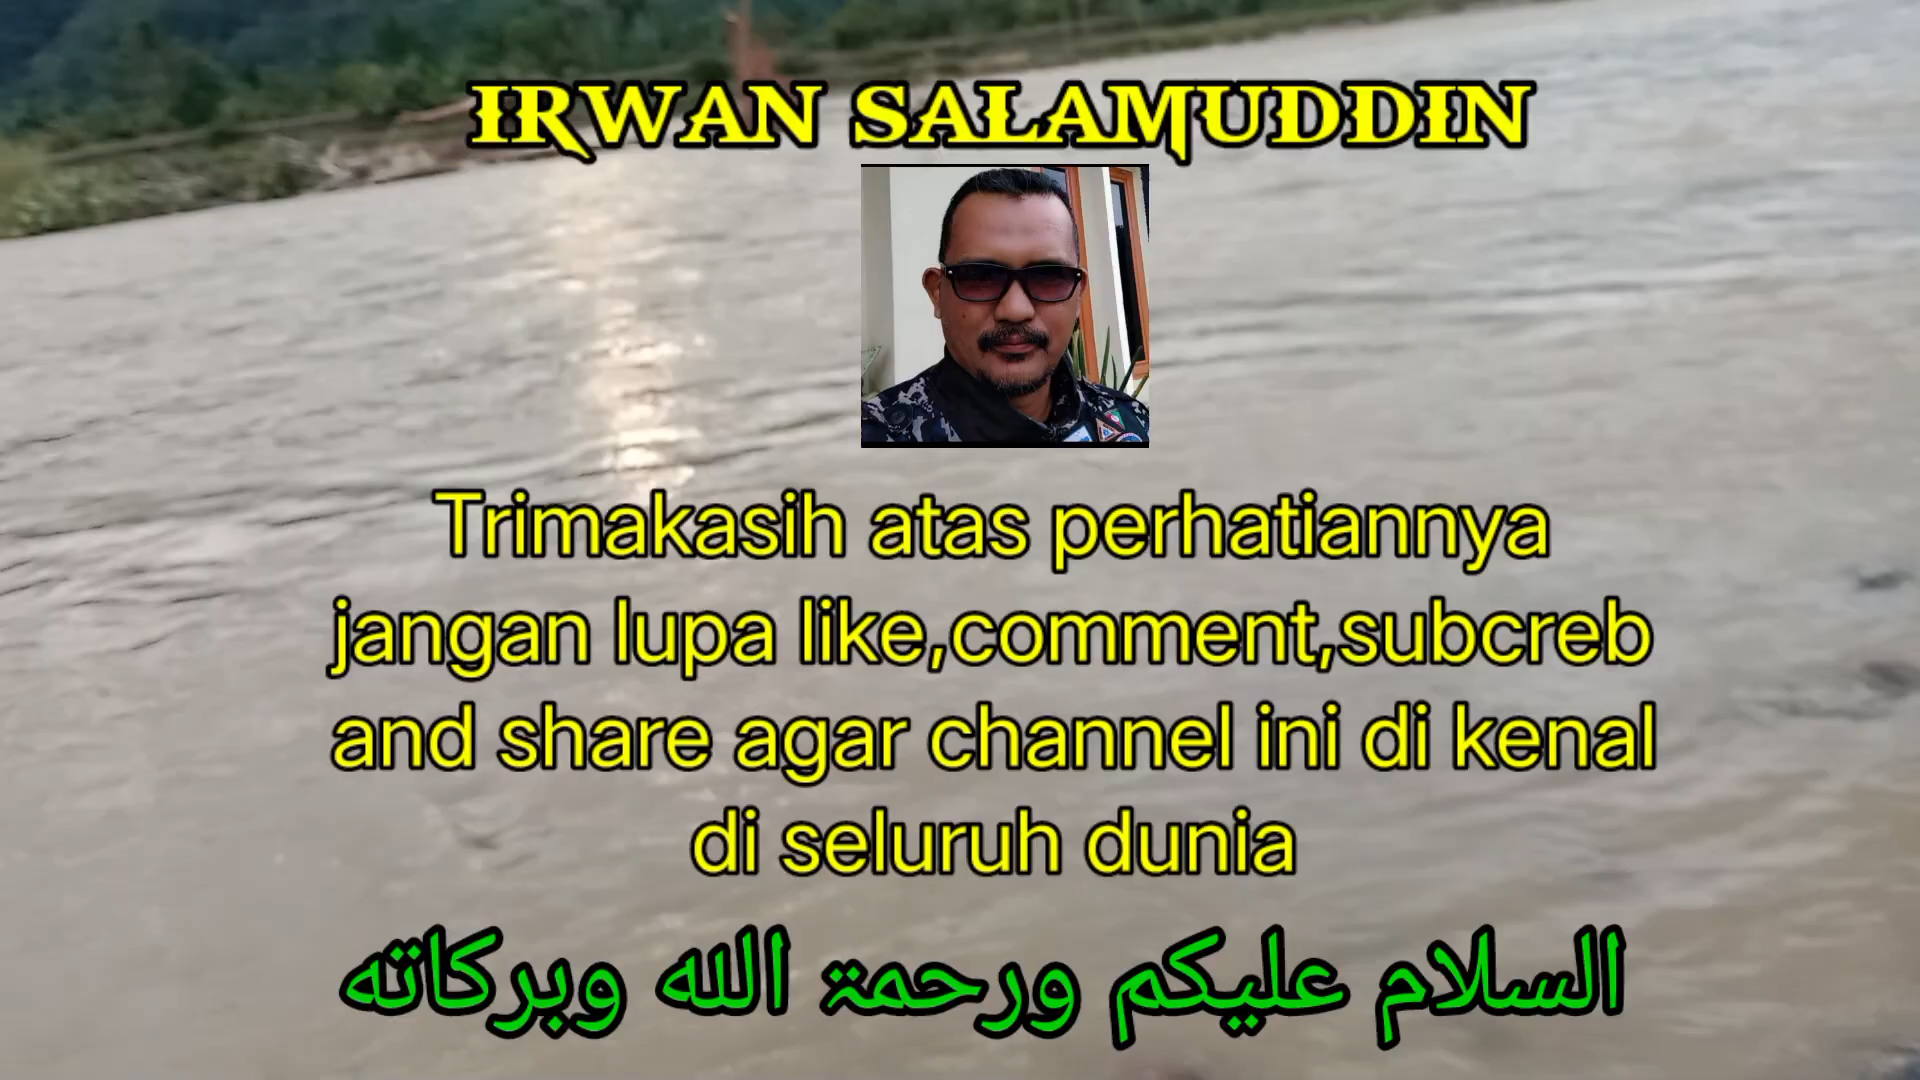 IRWAN SALAMUDDIN
Trimakasih atas perhatiannya
jangan lupa like,comment,subcreb
and share agar channel ini di kenal
di seluruh dunia
السلام عليكم ورحمة الله وبركاته